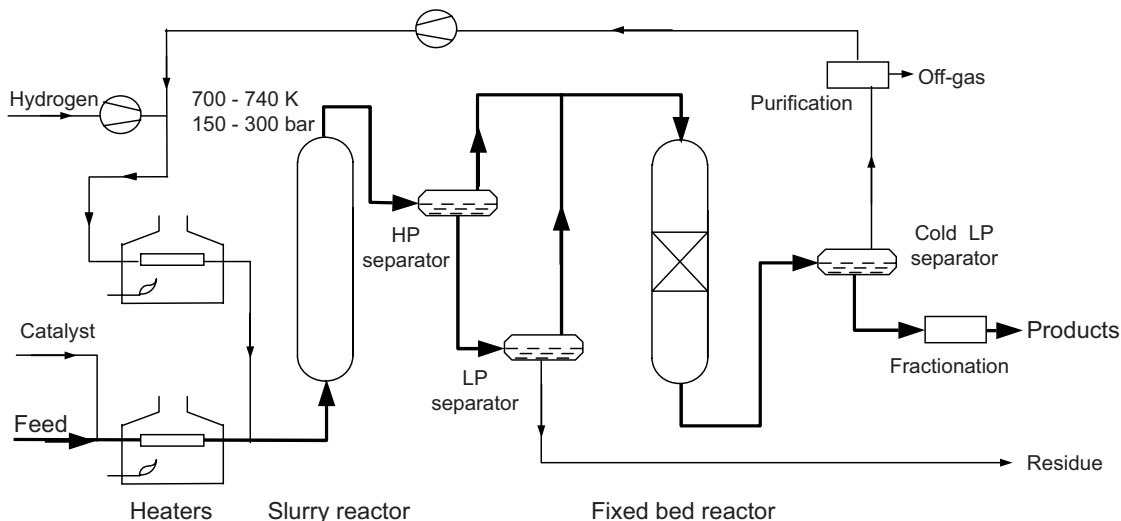 Off-gas
Purification
Hydrogen
700 - 740 K
150 - 300 bar
HP
separator
Cold LP
separator
Catalyst
Products
Fractionation
LP
separator
Feed
Residue
Heaters
Slurry reactor
Fixed bed reactor